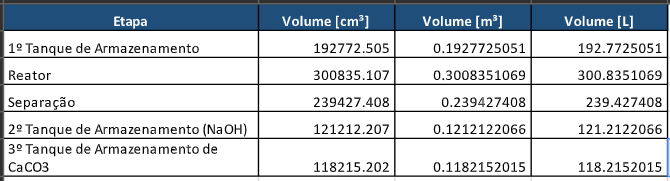 Etapa Volume [cm³] Volume [m³] Volume [L]
1º Tanque de Armazenamento 192772.505 0.1927725051 192.7725051
Reator 300835.107 0.3008351069 300.8351069
Separação 239427.408 0.239427408 239.427408
2º Tanque de Armazenamento (NaOH) 121212.207 0.1212122066 121.2122066
3º Tanque de Armazenamento de
CaCO3 118215.202 0.1182152015 118.2152015